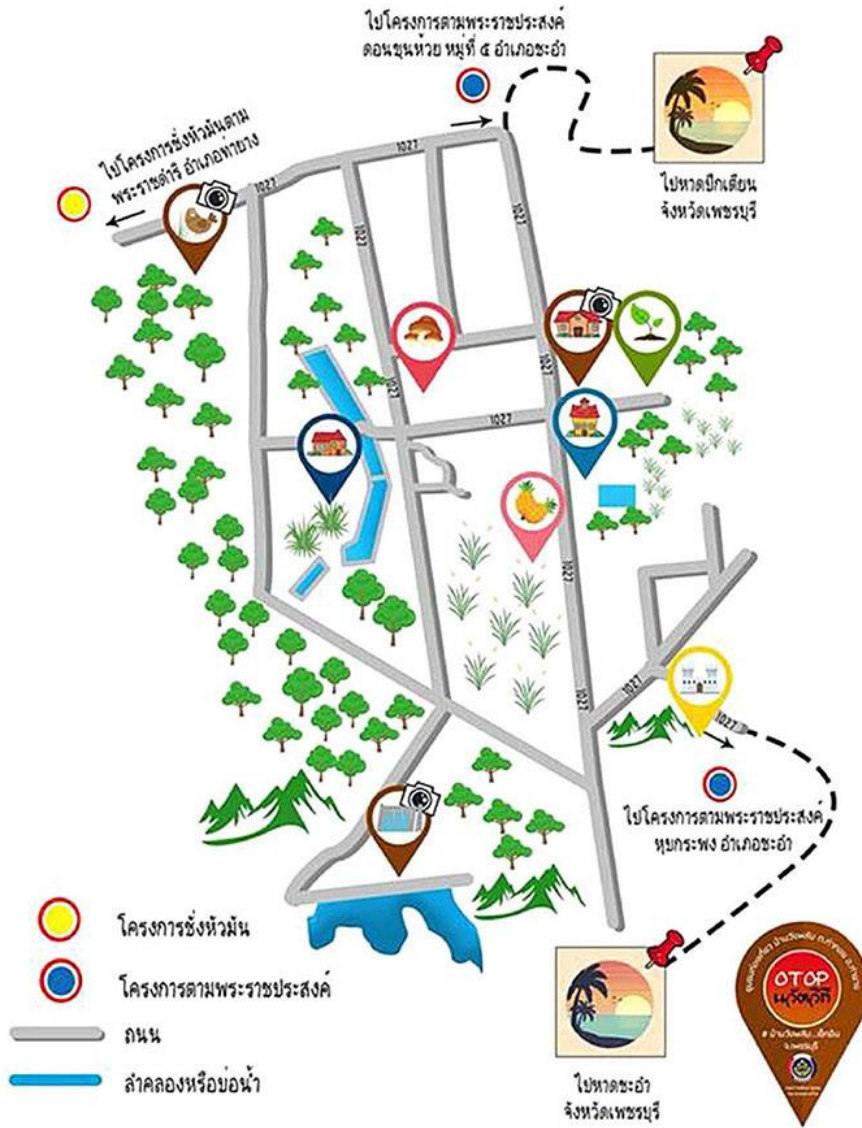 ไปโครงการตามพระราชประสงค์
ดอนขุนห้วย หมู่ที่ ๕ อำเภอชะอำ
ไปโครงการชั่งหัวมันตาม
พระราชดำริ อำเภอท่ายาง
ไปหาดปึกเตียน
จังหวัดเพชรบุรี
1027
1027
1027
1027
1027
1027
1027
1027
1027
1027
1027
ไปโครงการตามพระราชประสงค์
หุบกะพง อำเภอชะอำ
โครงการชั่งหัวมัน
โครงการตามพระราชประสงค์
ถนน
ลำคลองหรือบ่อน้ำ
ไปหาดชะอำ
จังหวัดเพชรบุรี
OTOP
นวัตวิถี
จ.เพชรบุรี